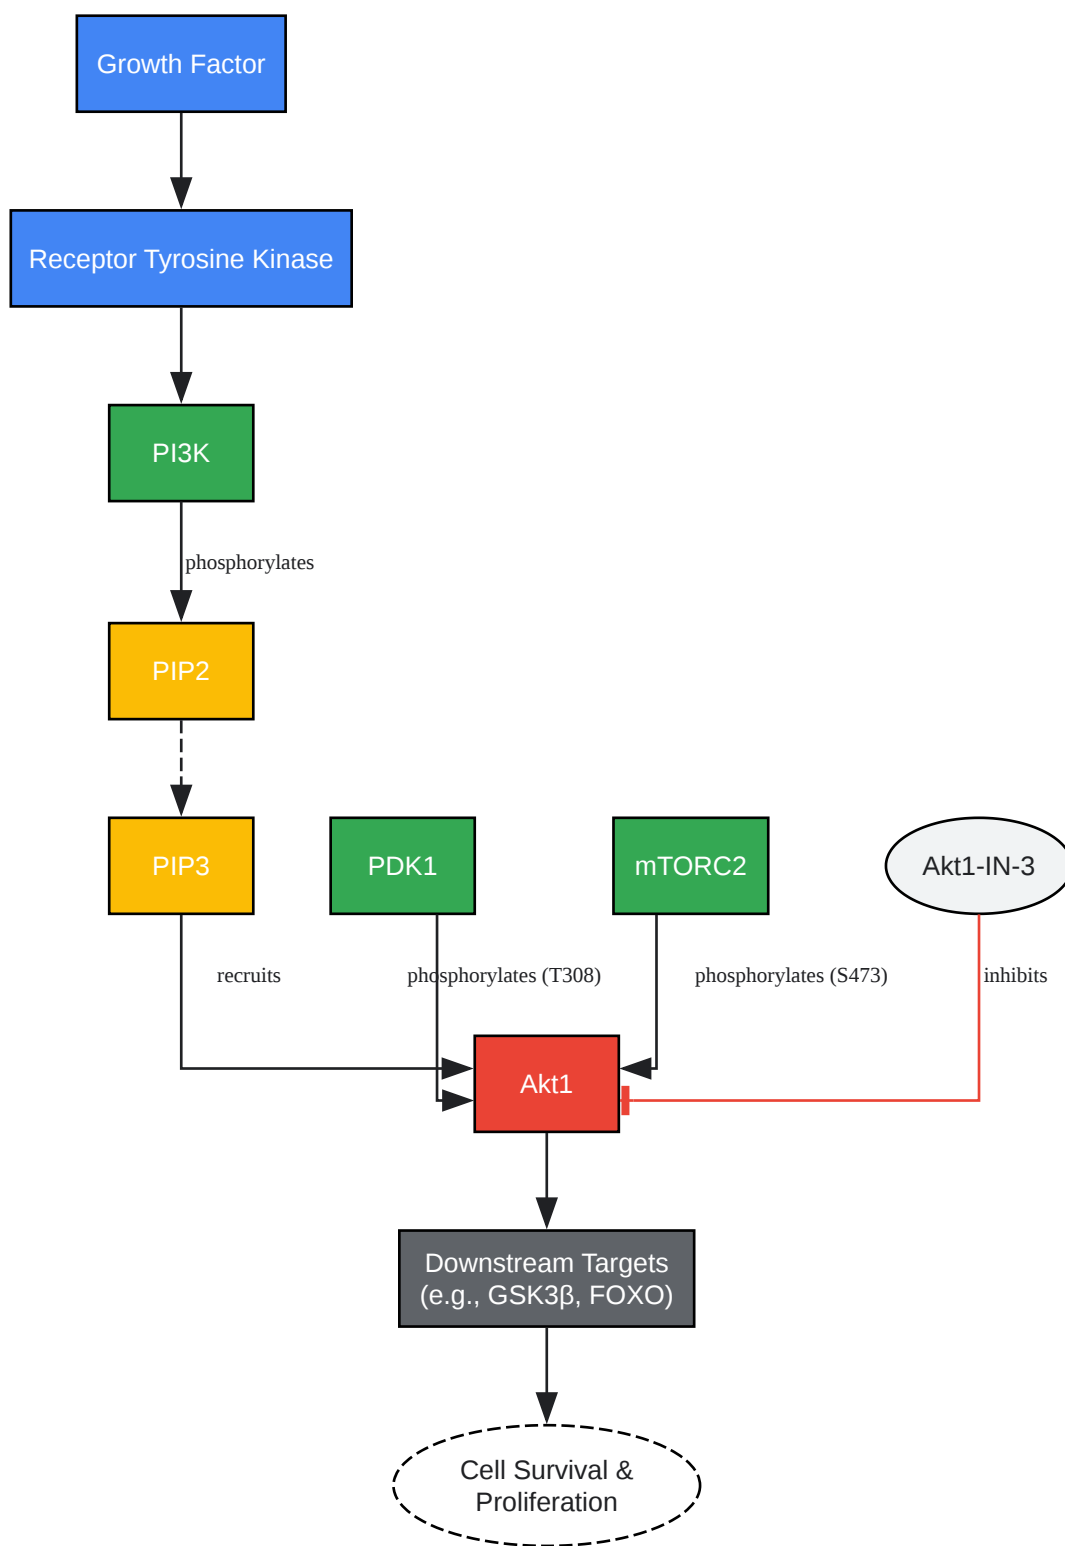 Growth Factor
Receptor Tyrosine Kinase
PI3K
phosphorylates
PIP2
PIP3
PDK1
mTORC2
Akt1-IN-3
recruits
phosphorylates (T308)
phosphorylates (S473)
inhibits
Akt1
Downstream Targets
(e.g., GSK3β, FOXO)
Cell Survival &
Proliferation